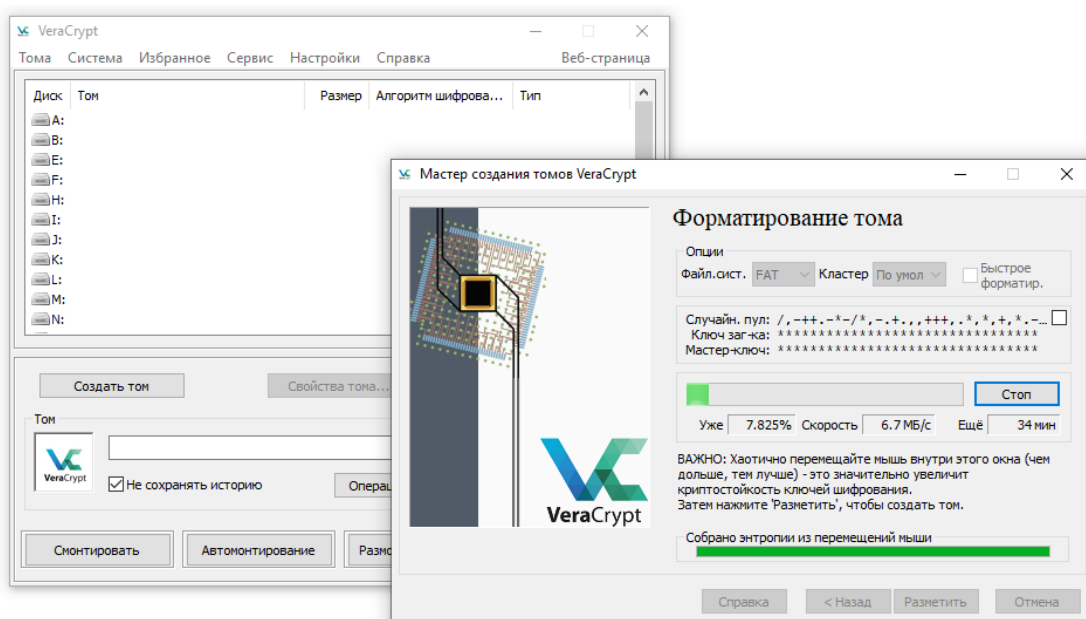 VeraCrypt
Тома Система Избранное Сервис Настройки Справка Веб-страница
Диск Том Размер Алгоритм шифрова... Тип
A:
B:
E:
F:
H:
I:
J:
K:
L:
M:
N:
Создать том Свойства тома...
Том
VeraCrypt
Не сохранять историю Операц
Смонтировать Автомонтирование Размо
Мастер создания томов VeraCrypt
Форматирование тома
Опции
Файл.сист. FAT Кластер По умол Быстрое форматир.
Случайн. пул: /,-++.-*-/*,-.+.,,+++,.*,*,+,*.-...
Ключ заг-ка: ********************************
Мастер-ключ: ********************************
Стоп
Уже 7.825% Скорость 6.7 МБ/с Ещё 34 мин
ВАЖНО: Хаотично перемещайте мышь внутри этого окна (чем
дольше, тем лучше) - это значительно увеличит
криптостойкость ключей шифрования.
Затем нажмите 'Разметить', чтобы создать том.
VeraCrypt
Собрано энтропии из перемещений мыши
Справка < Назад Разметить Отмена